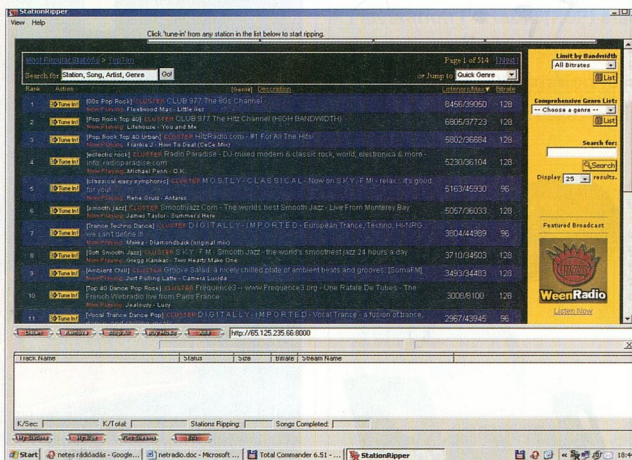 StationRipper
View Help
Click 'tune-in' from any station in the list below to start ripping.
Most Popular Stations > TopTen
Page 1 of 514 [Next]
Search for Station, Song, Artist, Genre Go!
or Jump to Quick Genre
Rank Action [Genre] Description Listeners/Max Bitrate
1 Tune In! [80s Pop Rock] CLUSTER CLUB 977 The 80s Channel 8456/39050 128
Now Playing: Fleetwood Mac - Little lies
2 Tune In! [Pop Rock Top 40] CLUSTER CLUB 977 The Hitz Channel (HIGH BANDWIDTH) 6805/37723 128
Now Playing: Lifehouse - You and Me
3 Tune In! [Pop Rock Top 40 Urban] CLUSTER HitzRadio.com - #1 For All The Hits! 5802/36684 128
Now Playing: Frankie J - How To Deal (CeCe Mix)
4 Tune In! [eclectic rock] CLUSTER Radio Paradise - DJ-mixed modern & classic rock, world, electronica & more - info: radioparadise.com 5230/36104 128
Now Playing: Michael Penn - O.K.
5 Tune In! [classical easy symphonic] CLUSTER M O S T L Y - C L A S S I C A L - Now on S K Y . F M! - relax... it's good for you! 5163/45930 96
Now Playing: Rene Gruss - Antares
6 Tune In! [smooth jazz] CLUSTER SmoothJazz.Com - The worlds best Smooth Jazz - Live From Monterey Bay 5057/36033 128
Now Playing: James Taylor - Summer's Here
7 Tune In! [Trance Techno Dance] CLUSTER D I G I T A L L Y - I M P O R T E D - European Trance, Techno, Hi-NRG... we can't define it! 3804/44989 96
Now Playing: Makea - Diamondback (original mix)
8 Tune In! [Soft Smooth Jazz] CLUSTER S K Y . F M - Smooth Jazz - the world's smoothest jazz 24 hours a day 3710/34503 128
Now Playing: Gregg Karukas - Two Hearts Make One
9 Tune In! [Ambient Chill] CLUSTER Groove Salad: a nicely chilled plate of ambient beats and grooves. [SomaFM] 3493/34483 128
Now Playing: Just Falling Latte - Camera Lucida
10 Tune In! [Top 40 Dance Pop Rock] CLUSTER Frequence3 - www.Frequence3.org - Une Rafale De Tubes - The French Webradio live from Paris France 3008/8100 128
Now Playing: Jealousy - Lucy
11 Tune In! [Vocal Trance Dance Pop] CLUSTER D I G I T A L L Y - I M P O R T E D - Vocal Trance - a fusion of trance, 2967/43945 96
Limit by Bandwidth
All Bitrates
List
Comprehensive Genre List:
-- Choose a genre --
List
Search for:
Search
Display 25 results.
Featured Broadcast
WeenRadio
Listen Now
http://65.125.235.66:8000
Track Name Status Size Bitrate Stream Name
K/Sec: K/Total: Stations Ripping: Songs Completed:
Start netes rádióadás - Google... netradio.doc - Microsoft ... Total Commander 6.51 - ... StationRipper 18:4